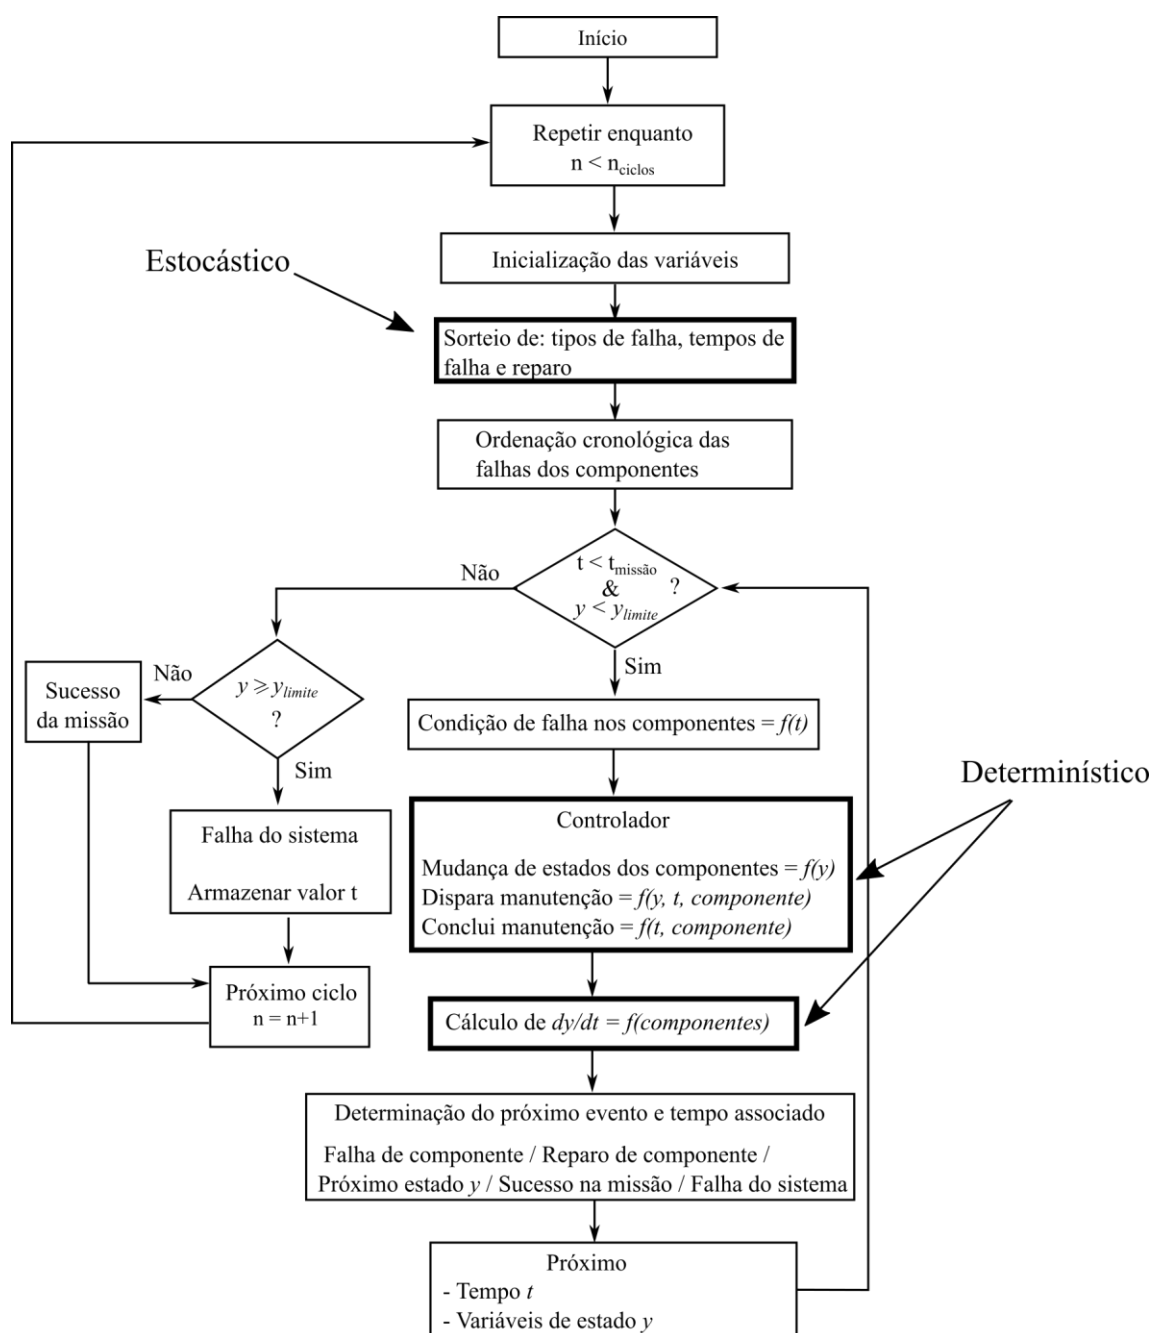 Início
Repetir enquanto
n < n_ciclos
Inicialização das variáveis
Estocástico
Sorteio de: tipos de falha, tempos de
falha e reparo
Ordenação cronológica das
falhas dos componentes
t < t_missão
&
y < y_limite
?
Não
Sim
y ⩾ y_limite
?
Não
Sucesso
da missão
Sim
Falha do sistema
Armazenar valor t
Próximo ciclo
n = n+1
Condição de falha nos componentes = f(t)
Determinístico
Controlador
Mudança de estados dos componentes = f(y)
Dispara manutenção = f(y, t, componente)
Conclui manutenção = f(t, componente)
Cálculo de dy/dt = f(componentes)
Determinação do próximo evento e tempo associado
Falha de componente / Reparo de componente /
Próximo estado y / Sucesso na missão / Falha do sistema
Próximo
- Tempo t
- Variáveis de estado y